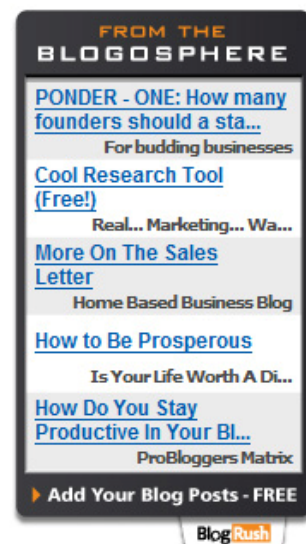 FROM THE
BLOGOSPHERE
PONDER - ONE: How many
founders should a sta...
For budding businesses
Cool Research Tool
(Free!)
Real... Marketing... Wa...
More On The Sales
Letter
Home Based Business Blog
How to Be Prosperous
Is Your Life Worth A Di...
How Do You Stay
Productive In Your Bl...
ProBloggers Matrix
Add Your Blog Posts - FREE
Blog Rush